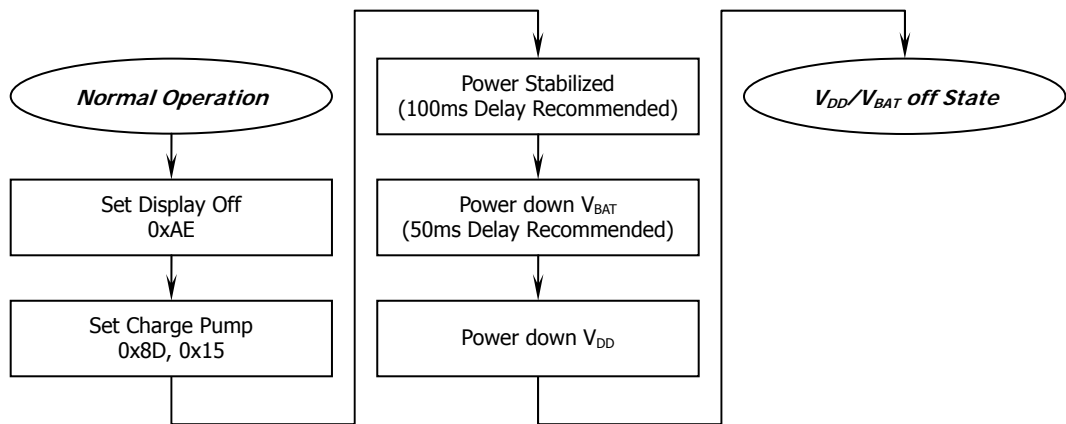 Normal Operation
Set Display Off
0xAE
Set Charge Pump
0x8D, 0x15
Power Stabilized
(100ms Delay Recommended)
Power down VBAT
(50ms Delay Recommended)
Power down VDD
VDD/VBAT off State